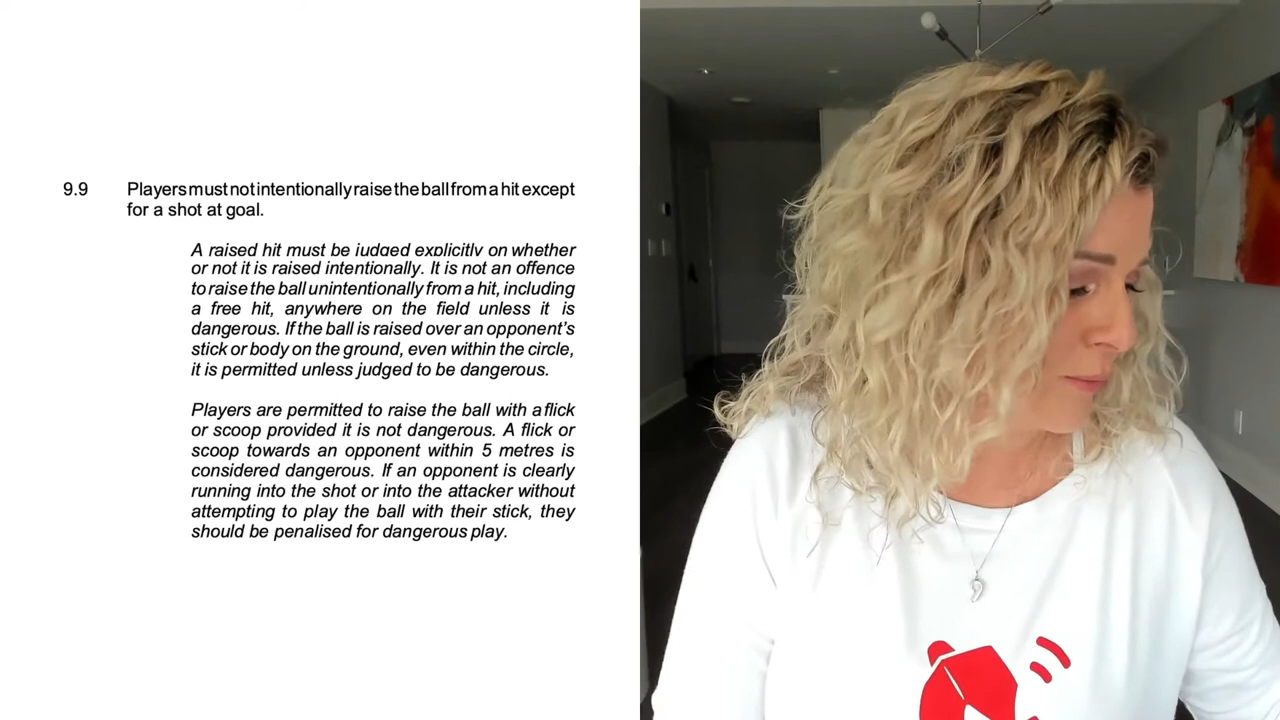 9.9 Players must not intentionally raise the ball from a hit except
for a shot at goal.
A raised hit must be judged explicitly on whether
or not it is raised intentionally. It is not an offence
to raise the ball unintentionally from a hit, including
a free hit, anywhere on the field unless it is
dangerous. If the ball is raised over an opponent's
stick or body on the ground, even within the circle,
it is permitted unless judged to be dangerous.
Players are permitted to raise the ball with a flick
or scoop provided it is not dangerous. A flick or
scoop towards an opponent within 5 metres is
considered dangerous. If an opponent is clearly
running into the shot or into the attacker without
attempting to play the ball with their stick, they
should be penalised for dangerous play.